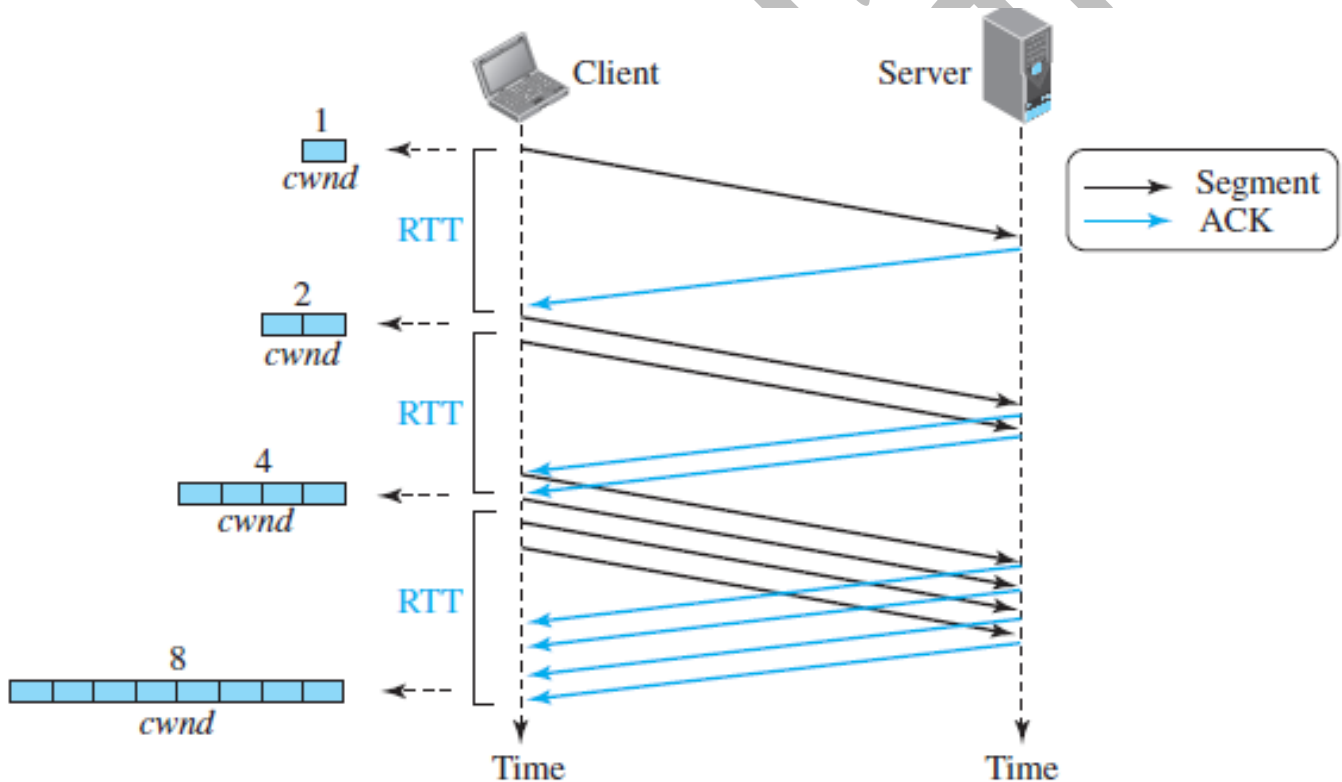 Client
Server
1
cwnd
Segment
ACK
RTT
2
cwnd
RTT
4
cwnd
RTT
8
cwnd
Time
Time